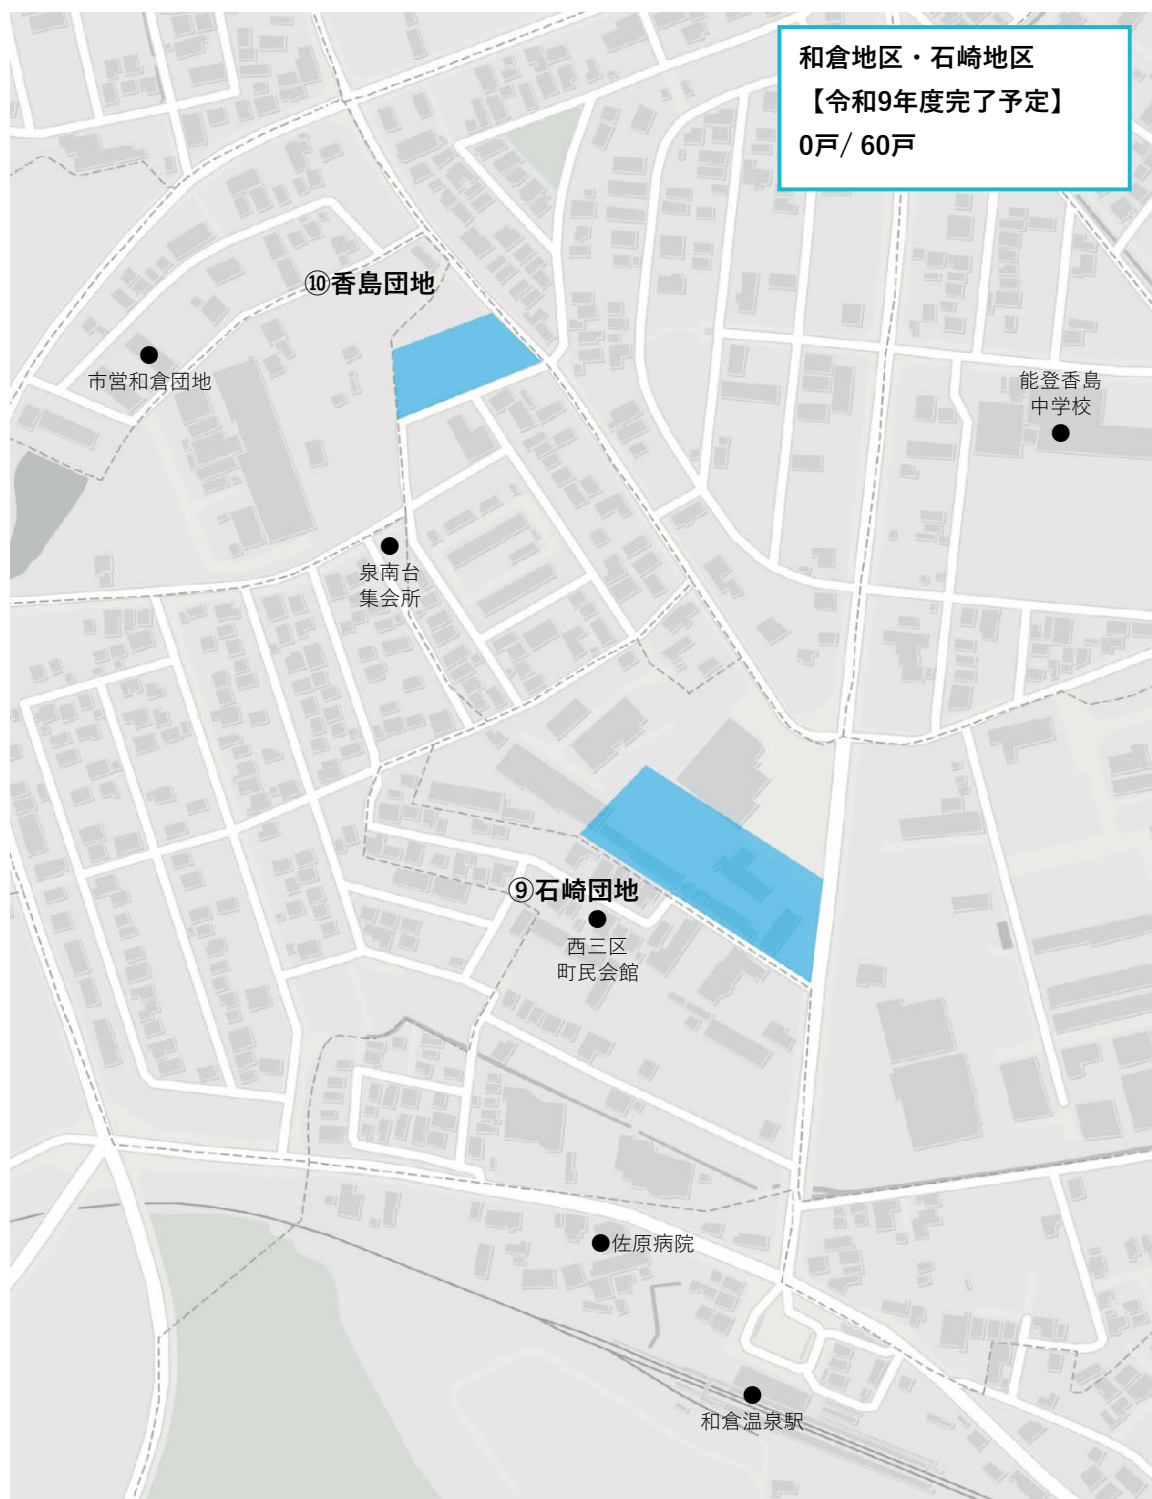 和倉地区・石崎地区
【令和9年度完了予定】
0戸/ 60戸
⑩香島団地
市営和倉団地
能登香島
中学校
泉南台
集会所
⑨石崎団地
西三区
町民会館
佐原病院
和倉温泉駅